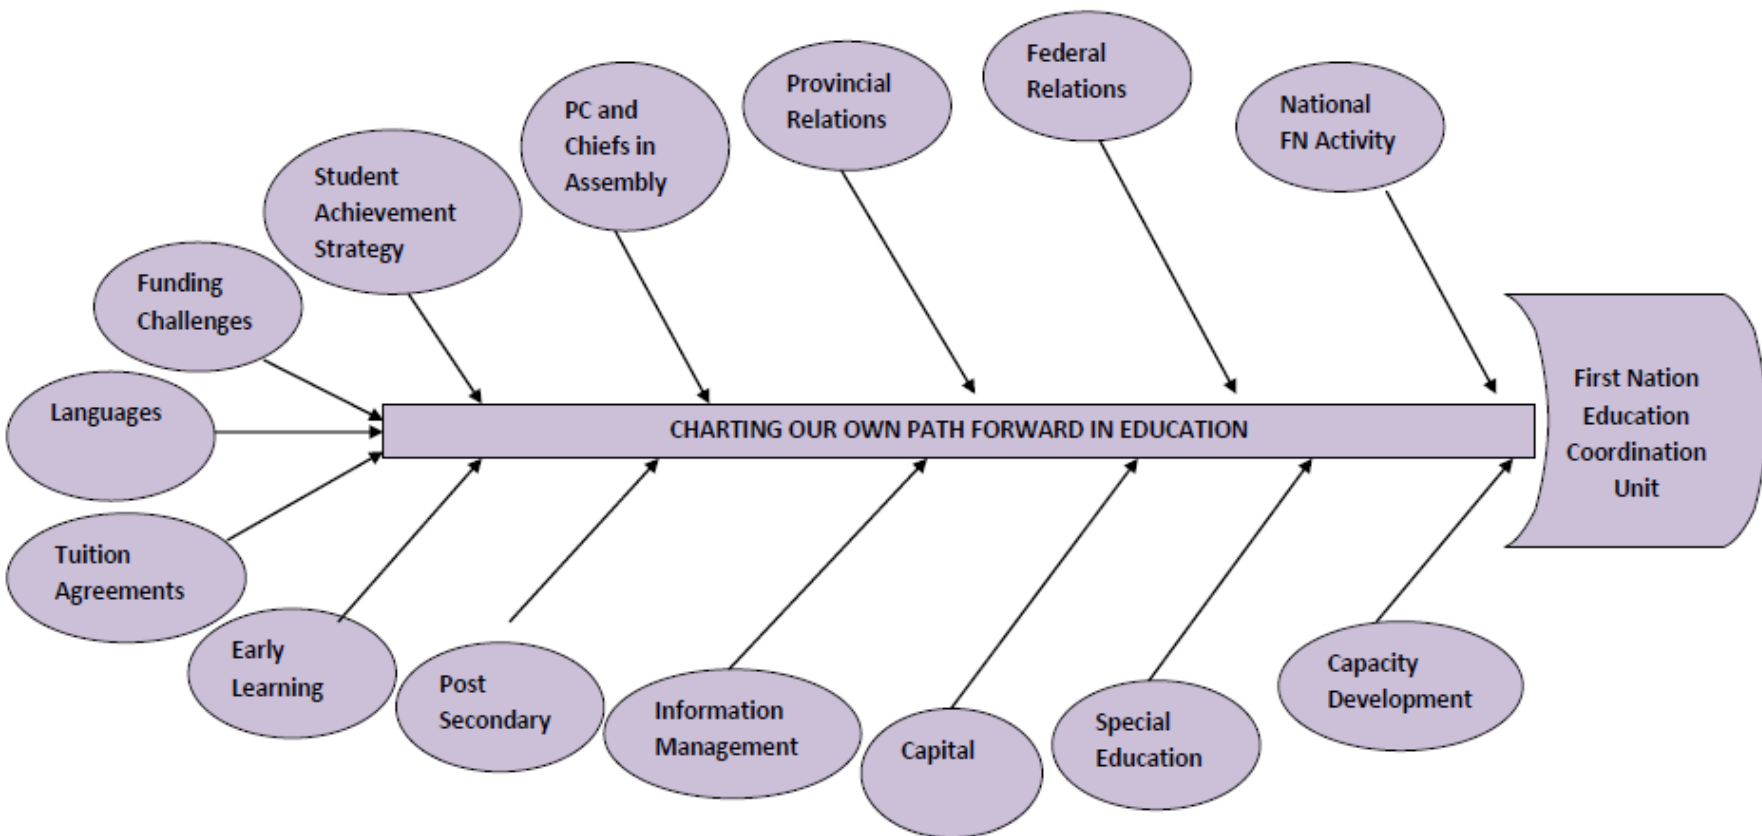 Federal
Relations
Provincial
Relations
National
FN Activity
PC and
Chiefs in
Assembly
Student
Achievement
Strategy
Funding
Challenges
Languages
CHARTING OUR OWN PATH FORWARD IN EDUCATION
First Nation
Education
Coordination
Unit
Tuition
Agreements
Early
Learning
Post
Secondary
Information
Management
Capital
Special
Education
Capacity
Development